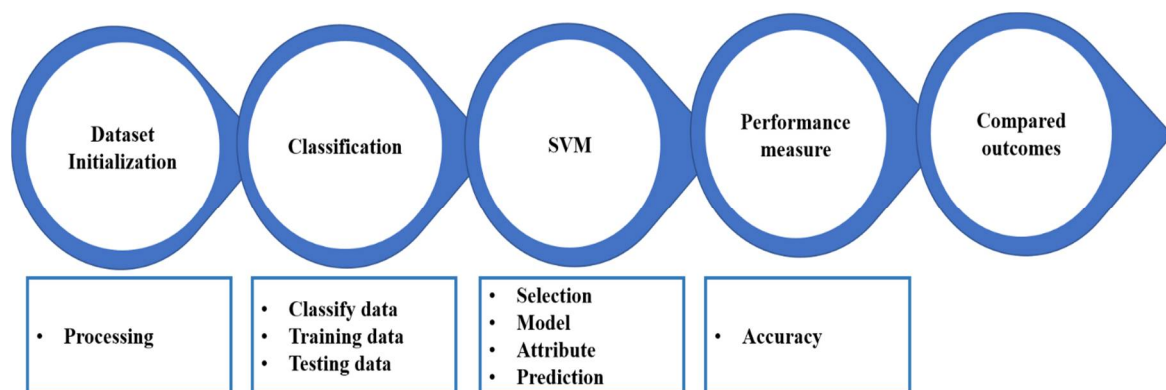 Dataset
Initialization
Classification
SVM
Performance
measure
Compared
outcomes
• Processing
• Classify data
• Training data
• Testing data
• Selection
• Model
• Attribute
• Prediction
• Accuracy